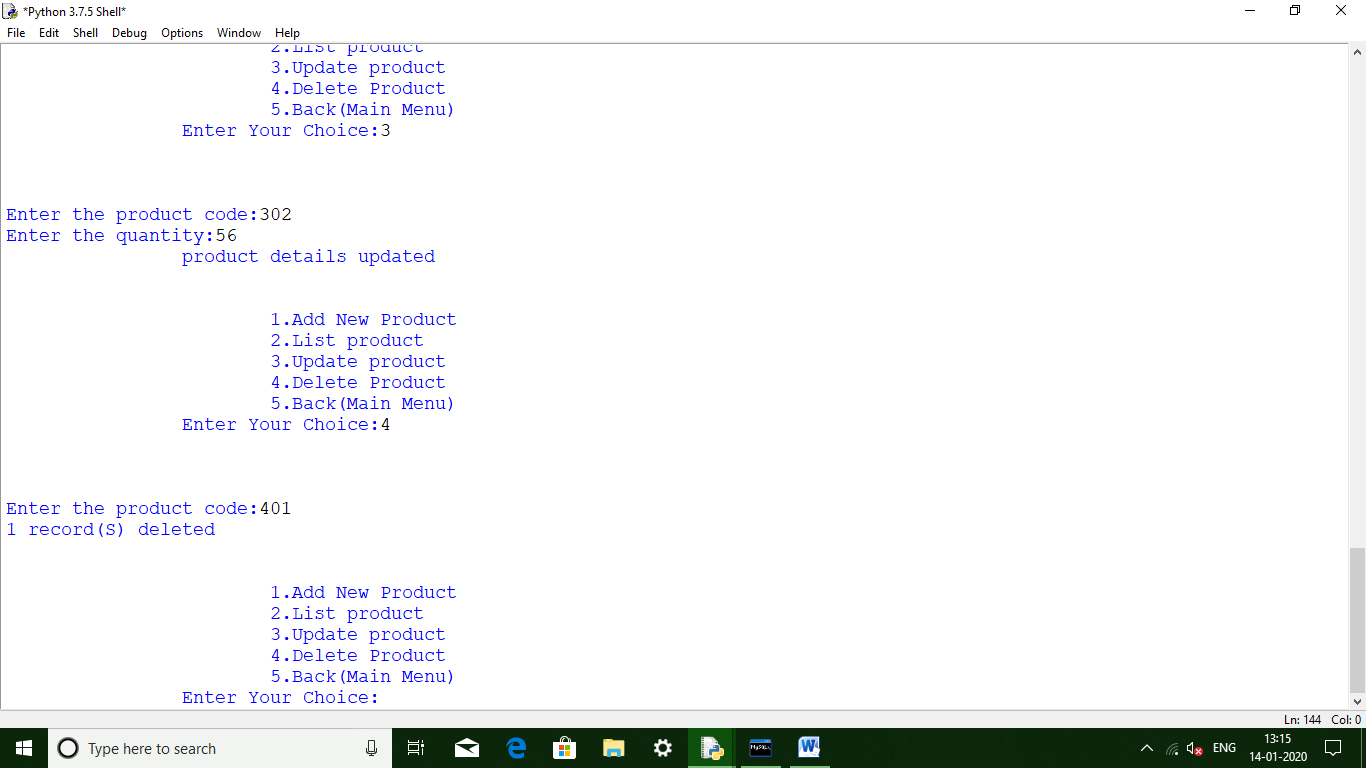 *Python 3.7.5 Shell*
File Edit Shell Debug Options Window Help
2.List product
3.Update product
4.Delete Product
5.Back(Main Menu)
Enter Your Choice:3
Enter the product code:302
Enter the quantity:56
product details updated
1.Add New Product
2.List product
3.Update product
4.Delete Product
5.Back(Main Menu)
Enter Your Choice:4
Enter the product code:401
1 record(S) deleted
1.Add New Product
2.List product
3.Update product
4.Delete Product
5.Back(Main Menu)
Enter Your Choice:
Ln: 144 Col: 0
Type here to search
MySQL
W
ENG
13:15
14-01-2020